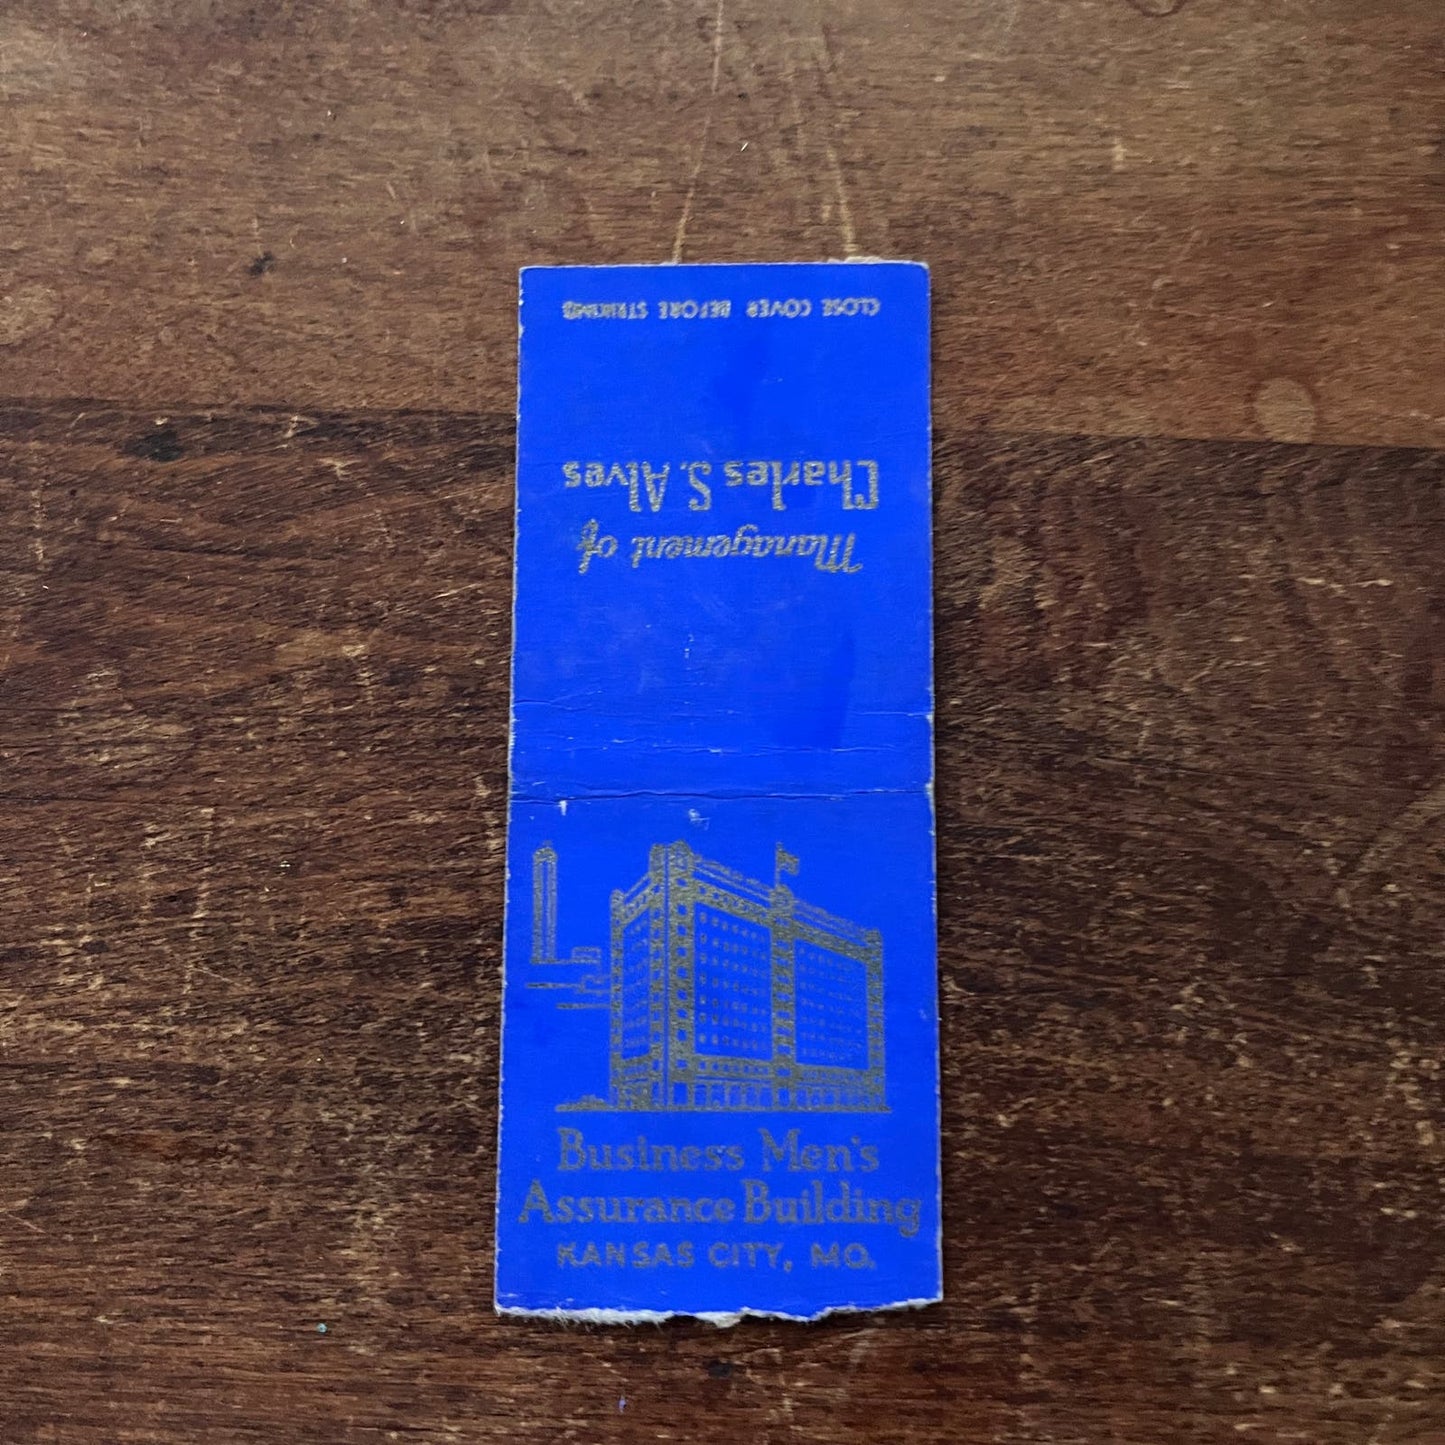 CLOSE COVER BEFORE STRIKING
Management of
Charles S. Alves
Business Men's
Assurance Building
KANSAS CITY, MO.